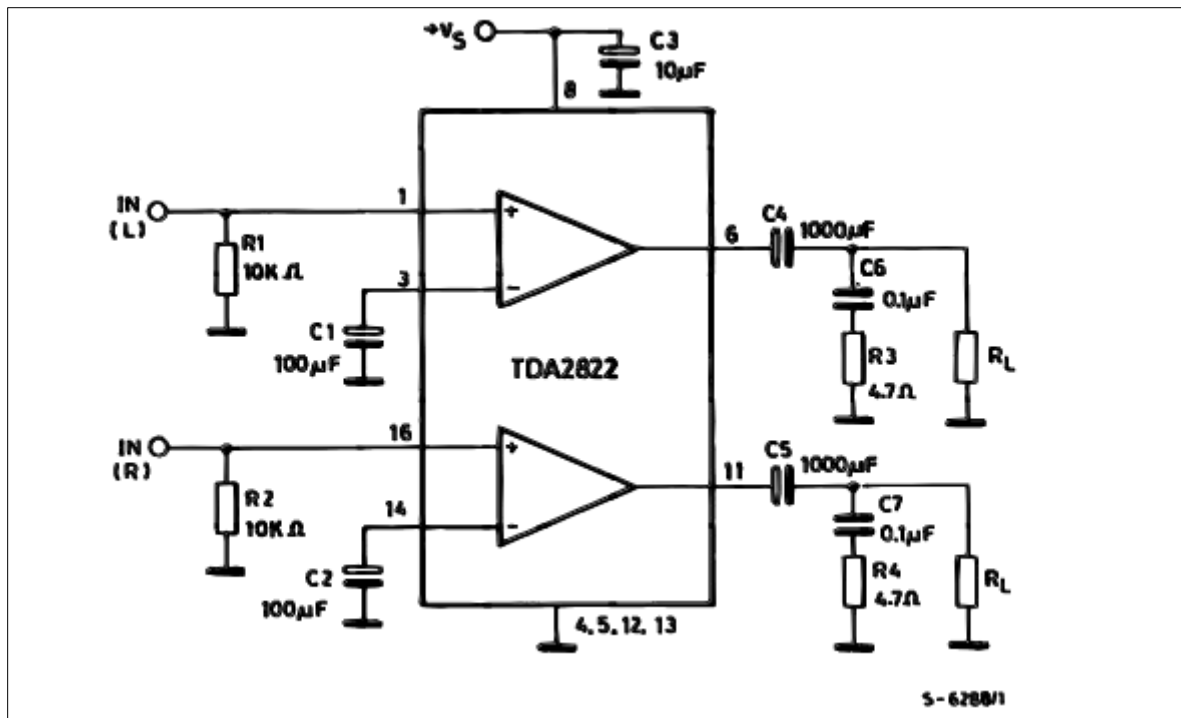 +VS
C3
10µF
8
IN
(L)
1
R1
10KΩ
3
C1
100µF
+
−
6
C4
1000µF
C6
0.1µF
R3
4.7Ω
RL
TDA2822
IN
(R)
16
R2
10KΩ
14
C2
100µF
+
−
11
C5
1000µF
C7
0.1µF
R4
4.7Ω
RL
4, 5, 12, 13
S-6288/1